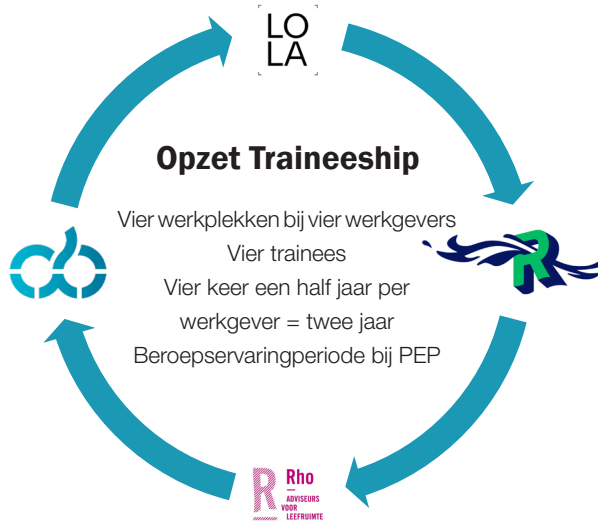 LO
LA
Opzet Traineeship
Vier werkplekken bij vier werkgevers
Vier trainees
Vier keer een half jaar per
werkgever = twee jaar
Beroepservaringperiode bij PEP
R
R
Rho
ADVISEURS
VOOR
LEEFRUIMTE